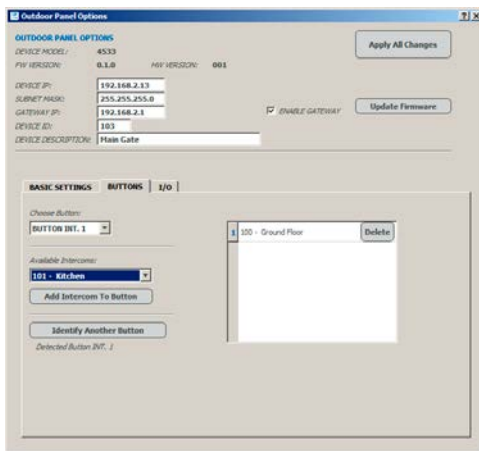 Outdoor Panel Options
OUTDOOR PANEL OPTIONS
DEVICE MODEL: 4533
FW VERSION: 0.1.0 HW VERSION: 001
Apply All Changes
DEVICE IP: 192.168.2.13
SUBNET MASK: 255.255.255.0
GATEWAY IP: 192.168.2.1
ENABLE GATEWAY
Update Firmware
DEVICE ID: 103
DEVICE DESCRIPTION: Main Gate
BASIC SETTINGS BUTTONS I/O
Choose Button:
BUTTON INT. 1
1 100 - Ground Floor Delete
Available Intercoms:
101 - Kitchen
Add Intercom To Button
Identify Another Button
Detected Button INT. 1